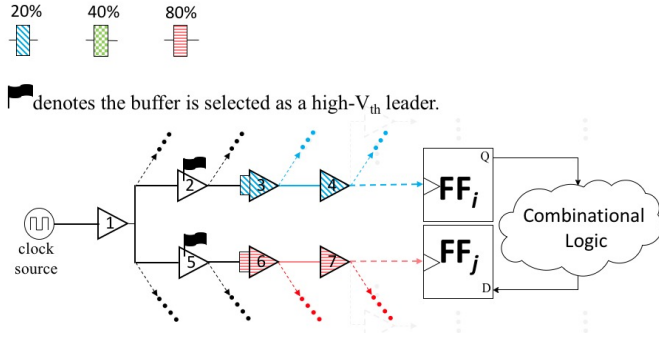 20% 40% 80%
denotes the buffer is selected as a high-Vth leader.
2 3 4
1
5 6 7
clock
source
Q
FFi
FFj
D
Combinational
Logic